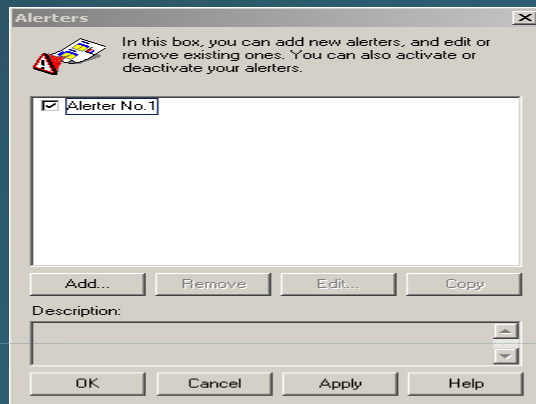 Alerters
In this box, you can add new alerters, and edit or
remove existing ones. You can also activate or
deactivate your alerters.
Alerter No.1
Add... Remove Edit... Copy
Description:
OK Cancel Apply Help